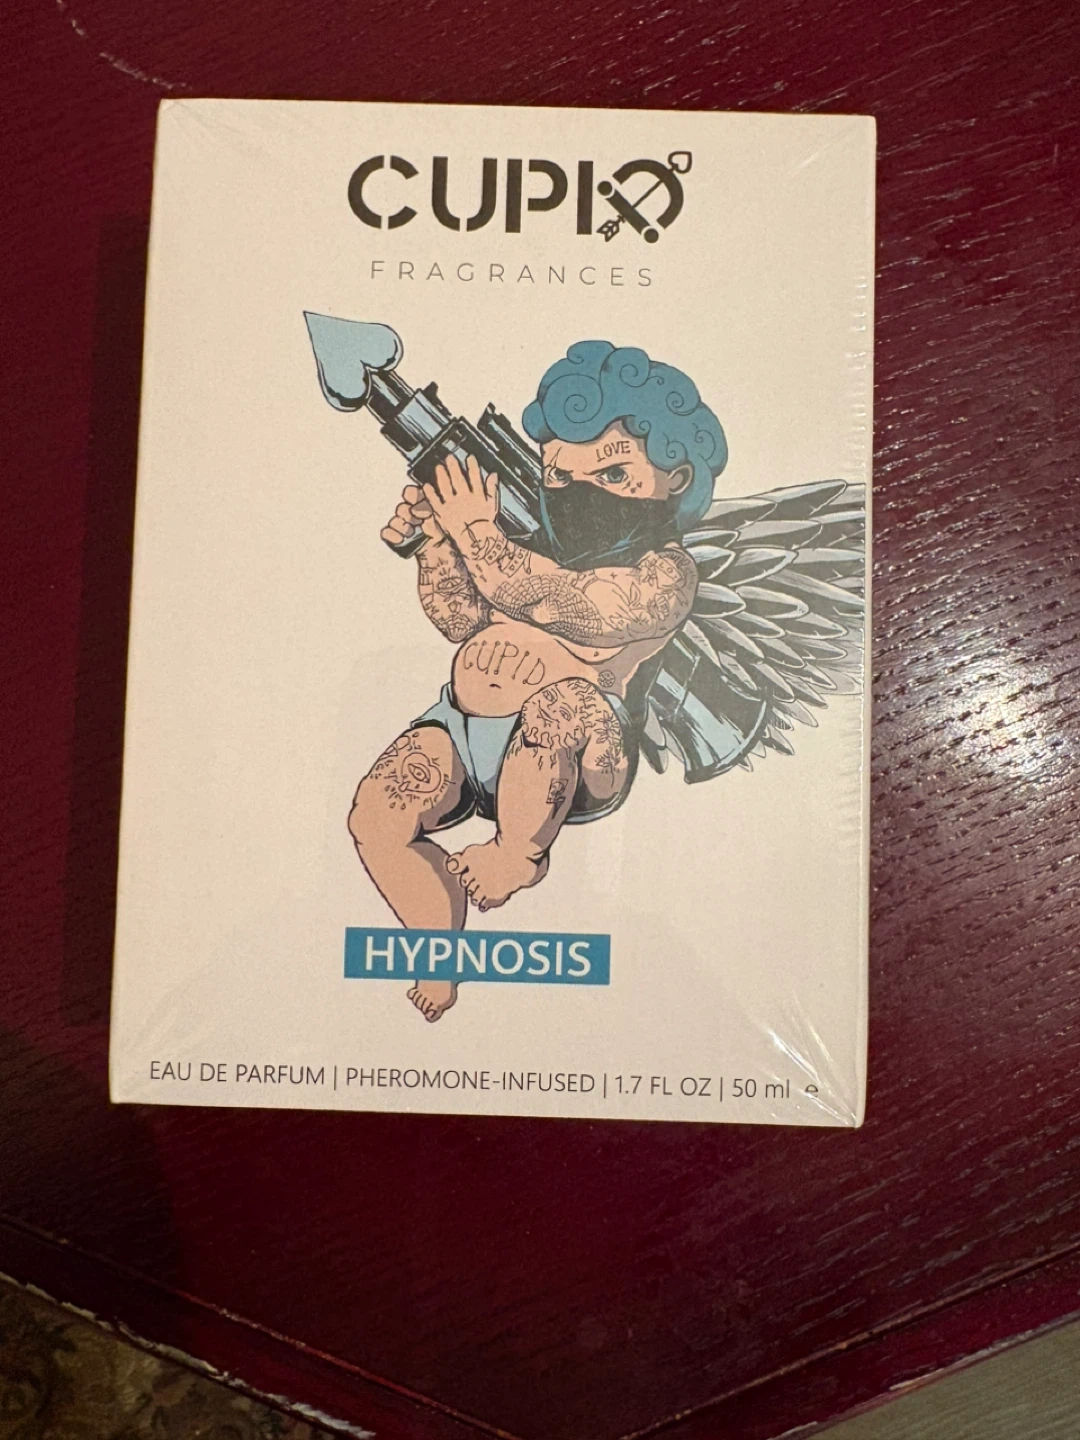 CUPID
FRAGRANCES
LOVE
CUPID
HYPNOSIS
EAU DE PARFUM | PHEROMONE-INFUSED | 1.7 FL OZ | 50 ml ℮